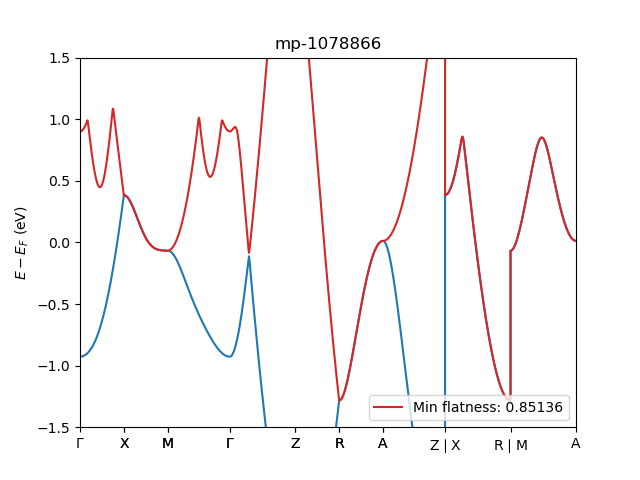 mp-1078866
E − E_F (eV)
1.5
1.0
0.5
0.0
−0.5
−1.0
−1.5
Min flatness: 0.85136
Γ X M Γ Z R A Z | X R | M A